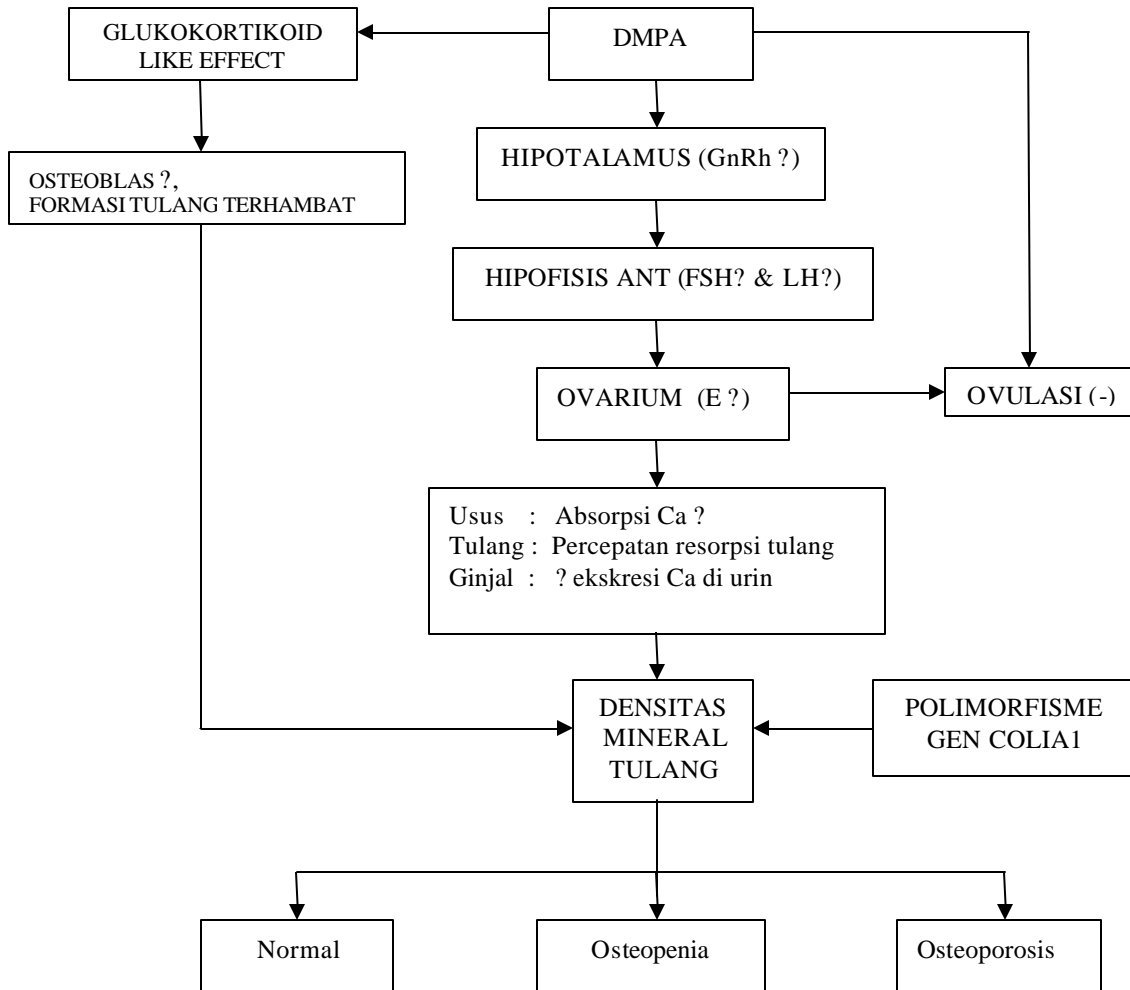 GLUKOKORTIKOID
LIKE EFFECT
DMPA
HIPOTALAMUS (GnRh ?)
OSTEOBLAS ?,
FORMASI TULANG TERHAMBAT
HIPOFISIS ANT (FSH? & LH?)
OVARIUM (E ?)
OVULASI (-)
Usus : Absorpsi Ca ?
Tulang : Percepatan resorpsi tulang
Ginjal : ? ekskresi Ca di urin
DENSITAS
MINERAL
TULANG
POLIMORFISME
GEN COLIA1
Normal
Osteopenia
Osteoporosis